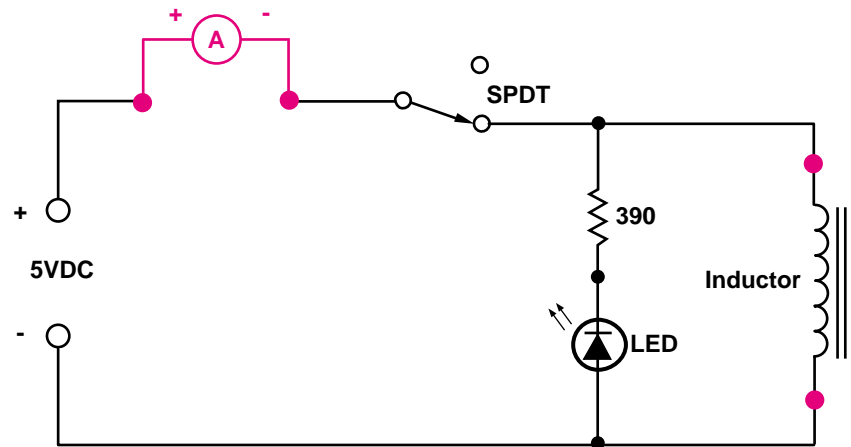 + A -
SPDT
+
390
5VDC
Inductor
-
LED